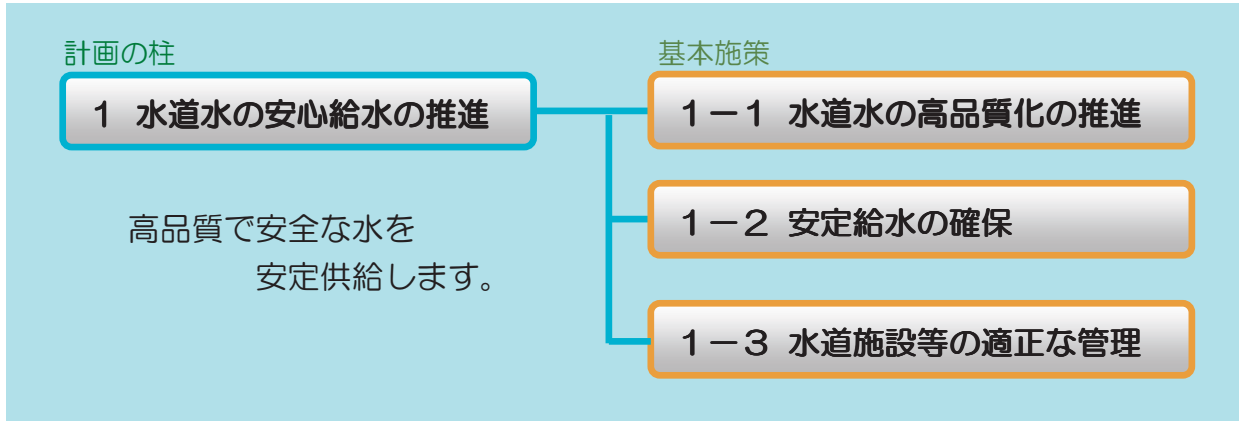 計画の柱
1 水道水の安心給水の推進
高品質で安全な水を
安定供給します。
基本施策
1－1 水道水の高品質化の推進
1－2 安定給水の確保
1－3 水道施設等の適正な管理